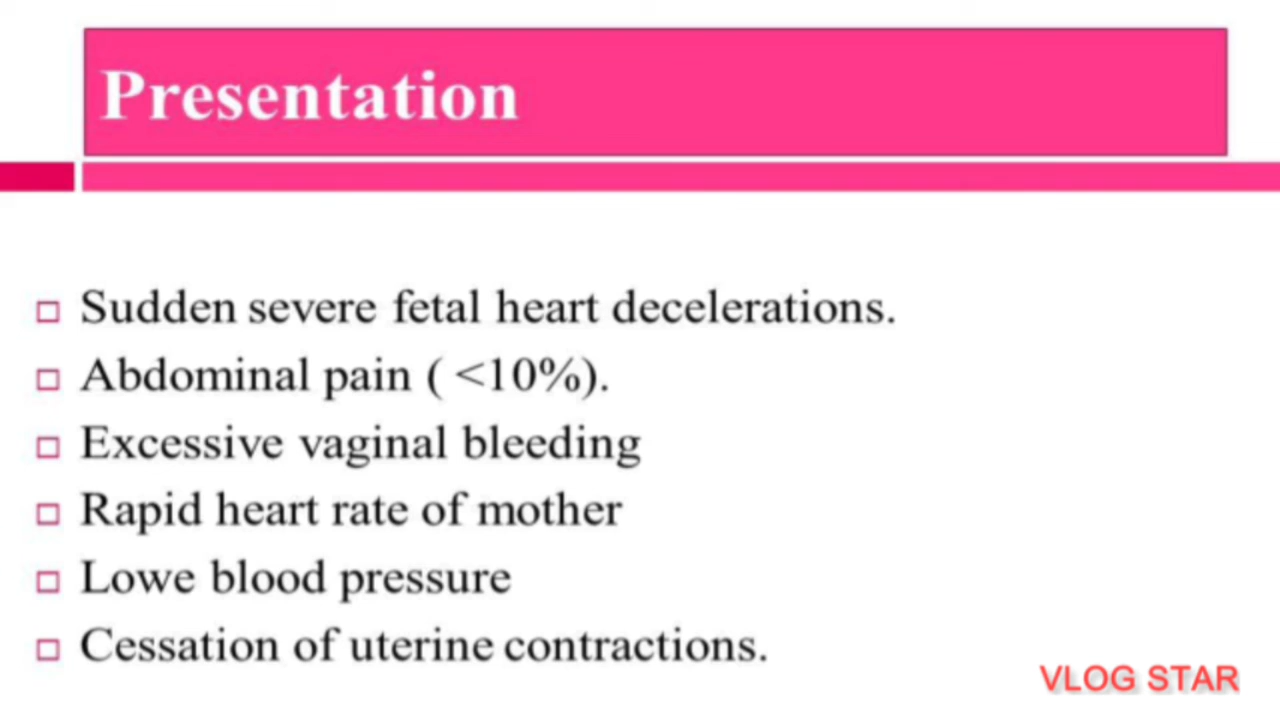 Presentation
Sudden severe fetal heart decelerations.
Abdominal pain ( <10%).
Excessive vaginal bleeding
Rapid heart rate of mother
Lowe blood pressure
Cessation of uterine contractions.
VLOG STAR